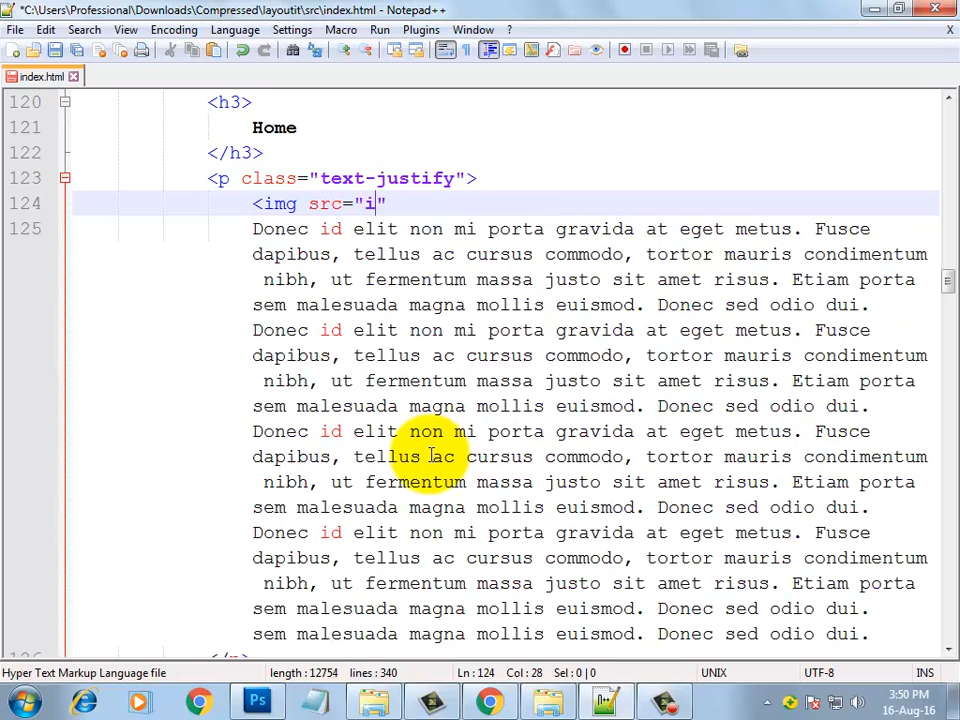 *C:\Users\Professional\Downloads\Compressed\layoutit\src\index.html - Notepad++
File Edit Search View Encoding Language Settings Macro Run Plugins Window ? X
index.html
120 <h3>
121 Home
122 </h3>
123 <p class="text-justify">
124 <img src="i"
125 Donec id elit non mi porta gravida at eget metus. Fusce
dapibus, tellus ac cursus commodo, tortor mauris condimentum
nibh, ut fermentum massa justo sit amet risus. Etiam porta
sem malesuada magna mollis euismod. Donec sed odio dui.
Donec id elit non mi porta gravida at eget metus. Fusce
dapibus, tellus ac cursus commodo, tortor mauris condimentum
nibh, ut fermentum massa justo sit amet risus. Etiam porta
sem malesuada magna mollis euismod. Donec sed odio dui.
Donec id elit non mi porta gravida at eget metus. Fusce
dapibus, tellus ac cursus commodo, tortor mauris condimentum
nibh, ut fermentum massa justo sit amet risus. Etiam porta
sem malesuada magna mollis euismod. Donec sed odio dui.
Donec id elit non mi porta gravida at eget metus. Fusce
dapibus, tellus ac cursus commodo, tortor mauris condimentum
nibh, ut fermentum massa justo sit amet risus. Etiam porta
sem malesuada magna mollis euismod. Donec sed odio dui.
sem malesuada magna mollis euismod. Donec sed odio dui.
Hyper Text Markup Language file length : 12754 lines : 340 Ln : 124 Col : 28 Sel : 0 | 0 UNIX UTF-8 INS
Ps
3:50 PM
16-Aug-16